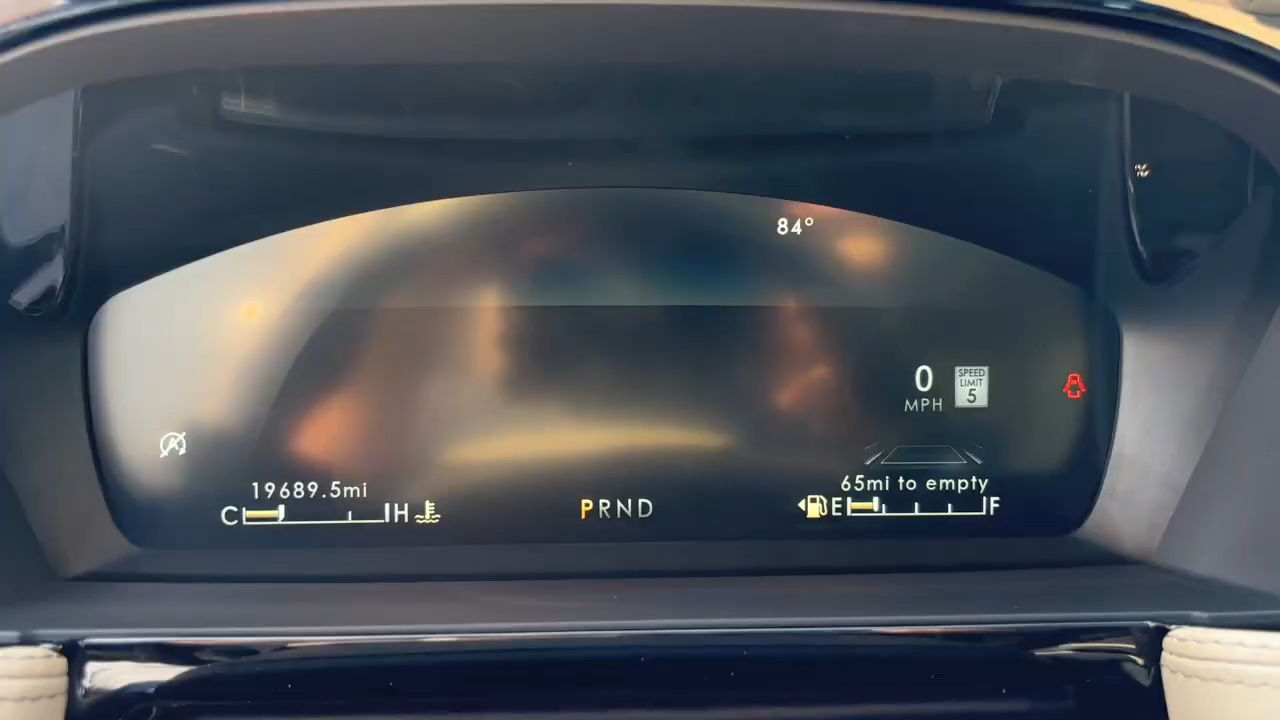 84°
0
MPH
SPEED
LIMIT
5
A
19689.5mi
C H
PRND
65mi to empty
E F